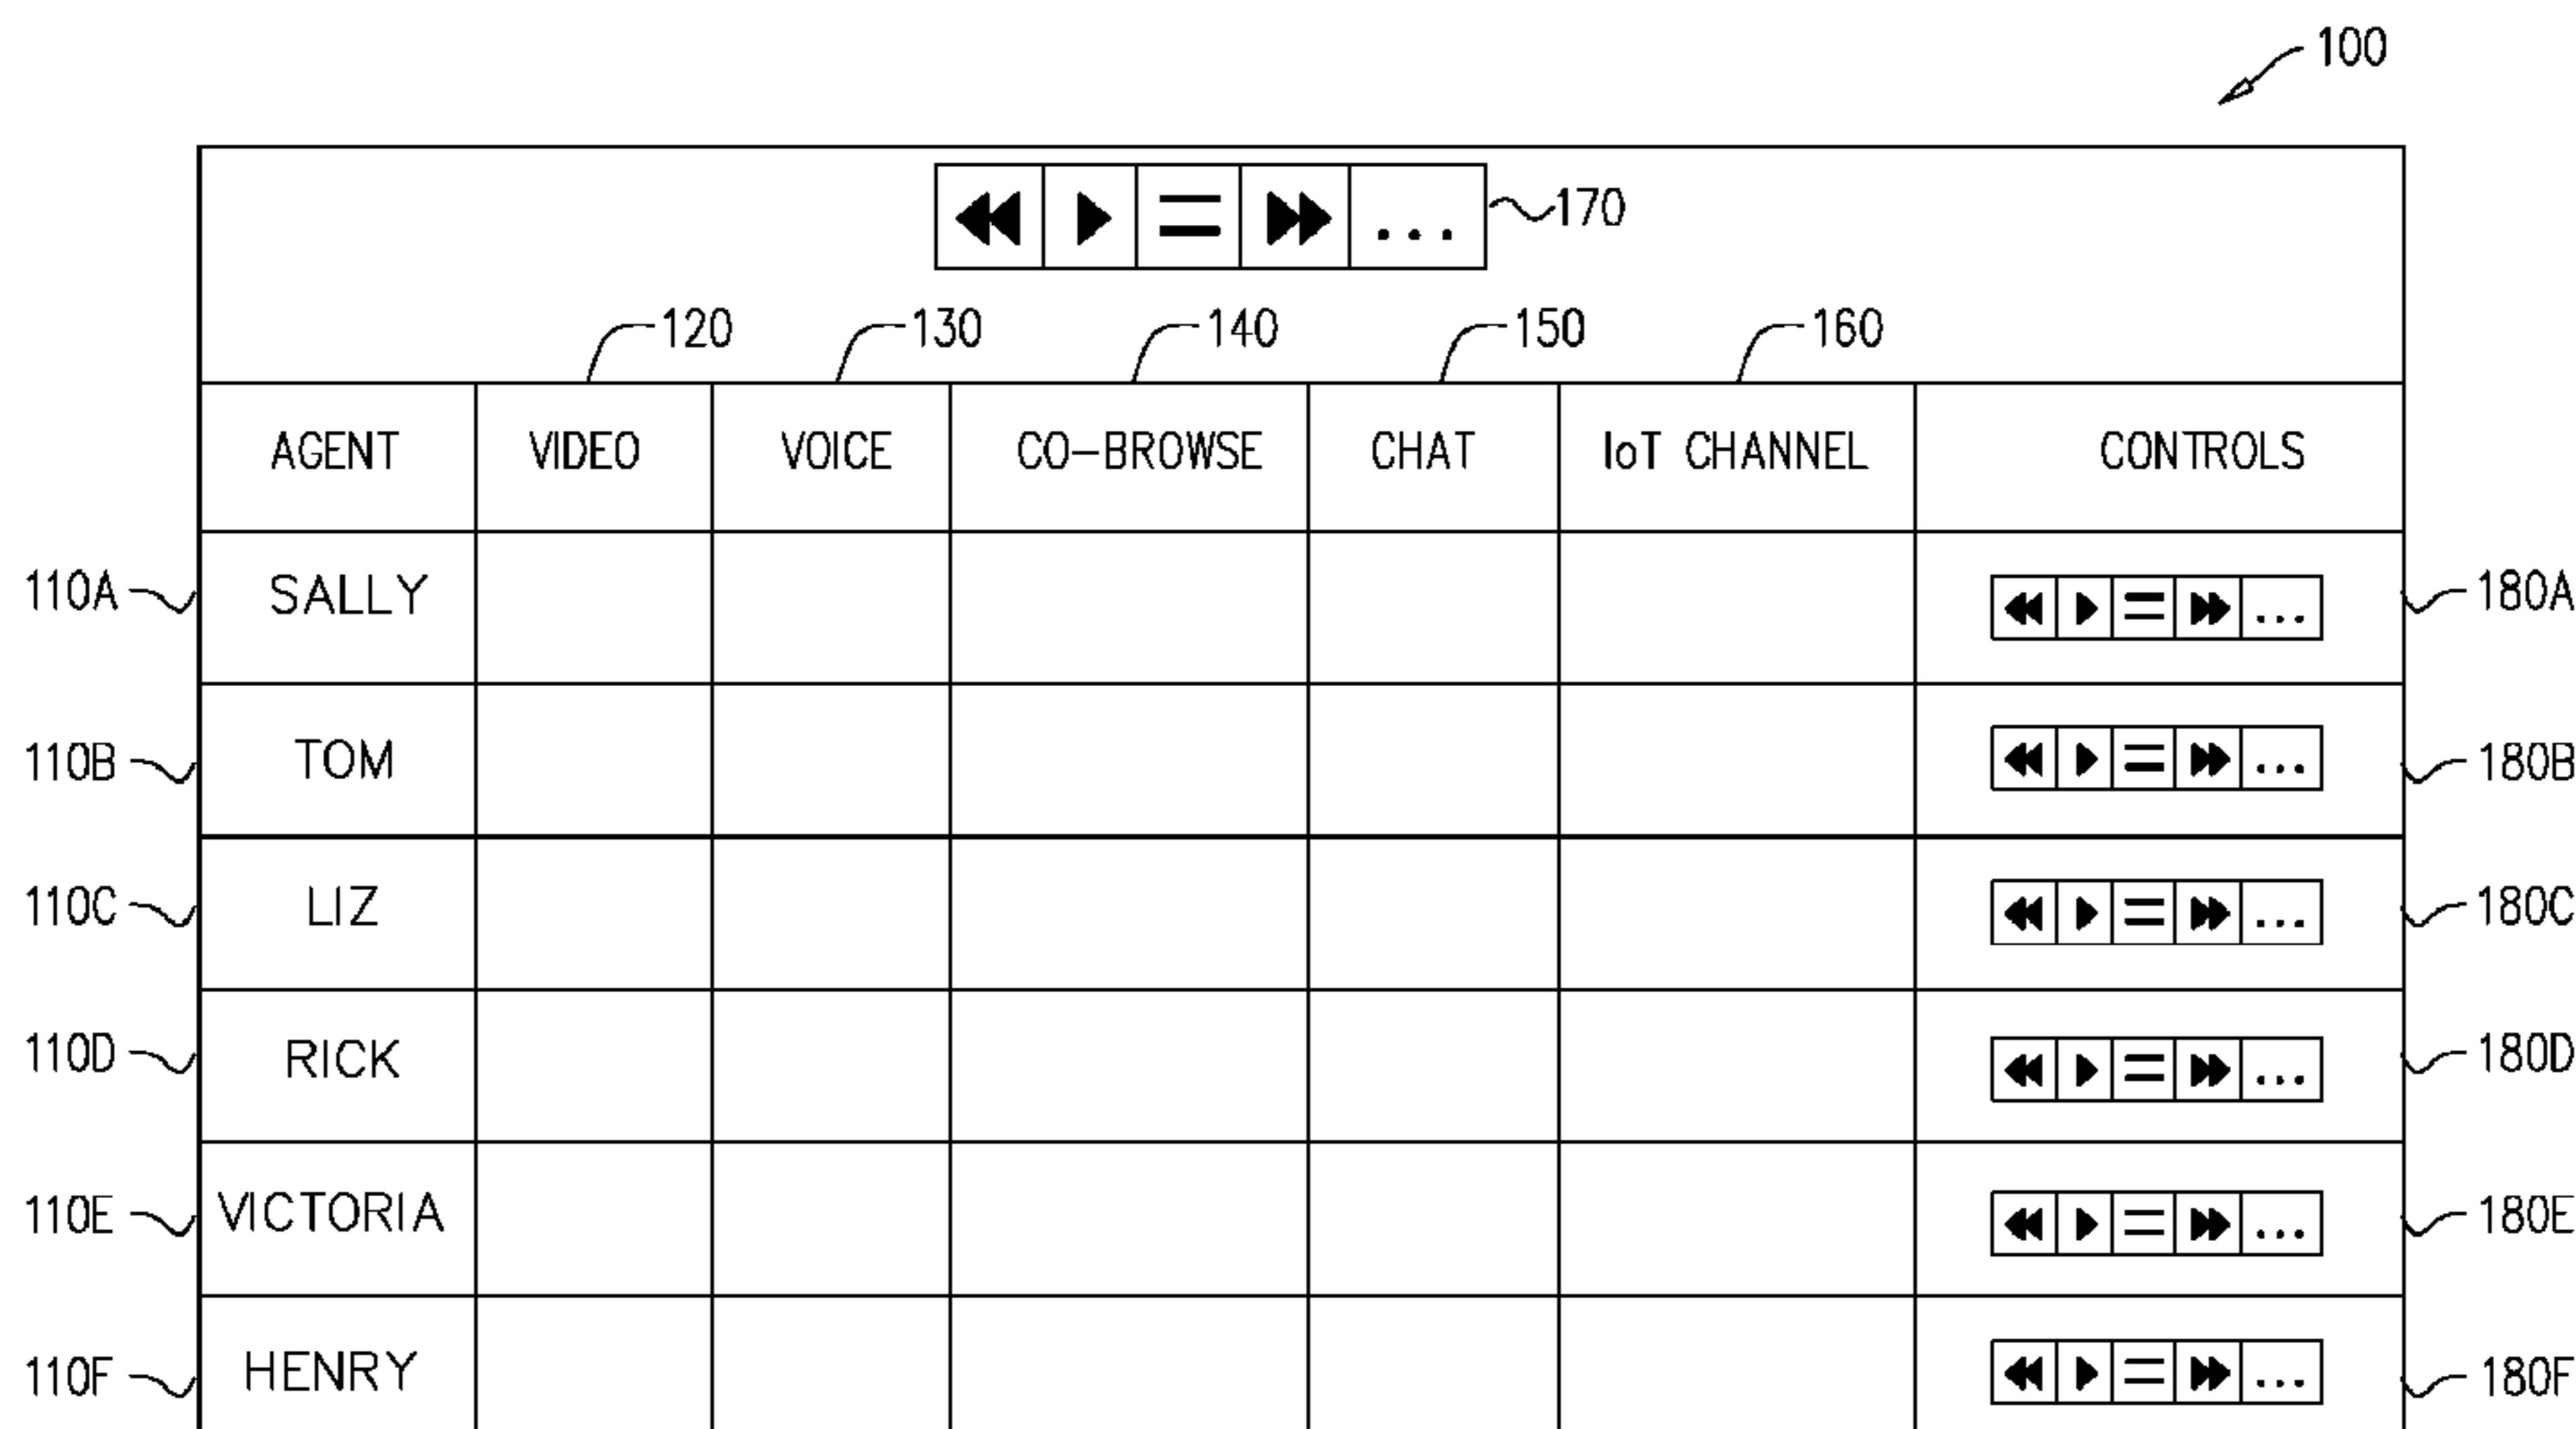 100
... 170
120 130 140 150 160
AGENT VIDEO VOICE CO-BROWSE CHAT IoT CHANNEL CONTROLS
110A SALLY ... 180A
110B TOM ... 180B
110C LIZ ... 180C
110D RICK ... 180D
110E VICTORIA ... 180E
110F HENRY ... 180F